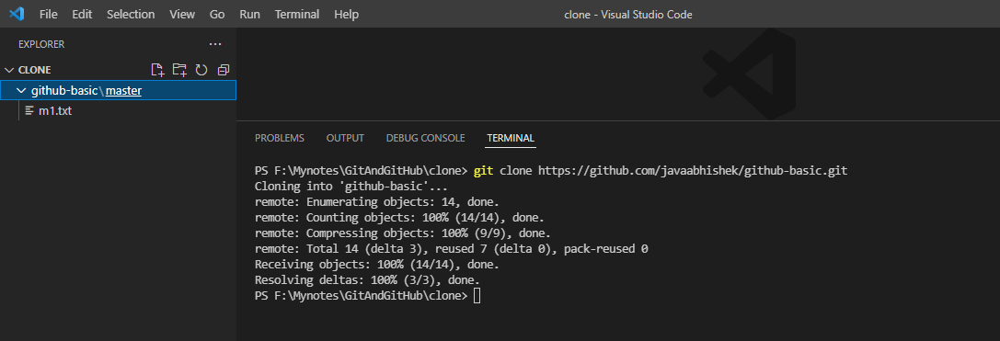 File Edit Selection View Go Run Terminal Help clone - Visual Studio Code
EXPLORER ...
CLONE
github-basic\master
m1.txt
PROBLEMS OUTPUT DEBUG CONSOLE TERMINAL
PS F:\Mynotes\GitAndGitHub\clone> git clone https://github.com/javaabhishek/github-basic.git
Cloning into 'github-basic'...
remote: Enumerating objects: 14, done.
remote: Counting objects: 100% (14/14), done.
remote: Compressing objects: 100% (9/9), done.
remote: Total 14 (delta 3), reused 7 (delta 0), pack-reused 0
Receiving objects: 100% (14/14), done.
Resolving deltas: 100% (3/3), done.
PS F:\Mynotes\GitAndGitHub\clone>